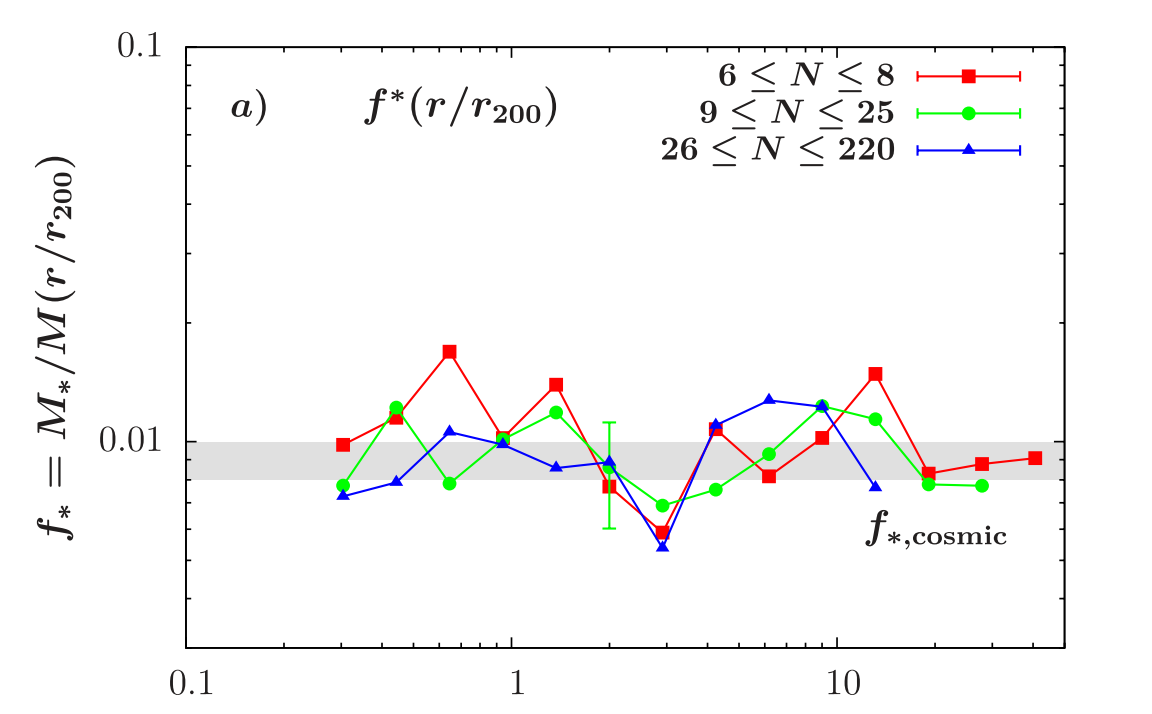 0.1
a) f*(r/r₂₀₀)
6 ≤ N ≤ 8
9 ≤ N ≤ 25
26 ≤ N ≤ 220
f∗ = M∗/M(r/r₂₀₀)
0.01
f∗,cosmic
0.1 1 10